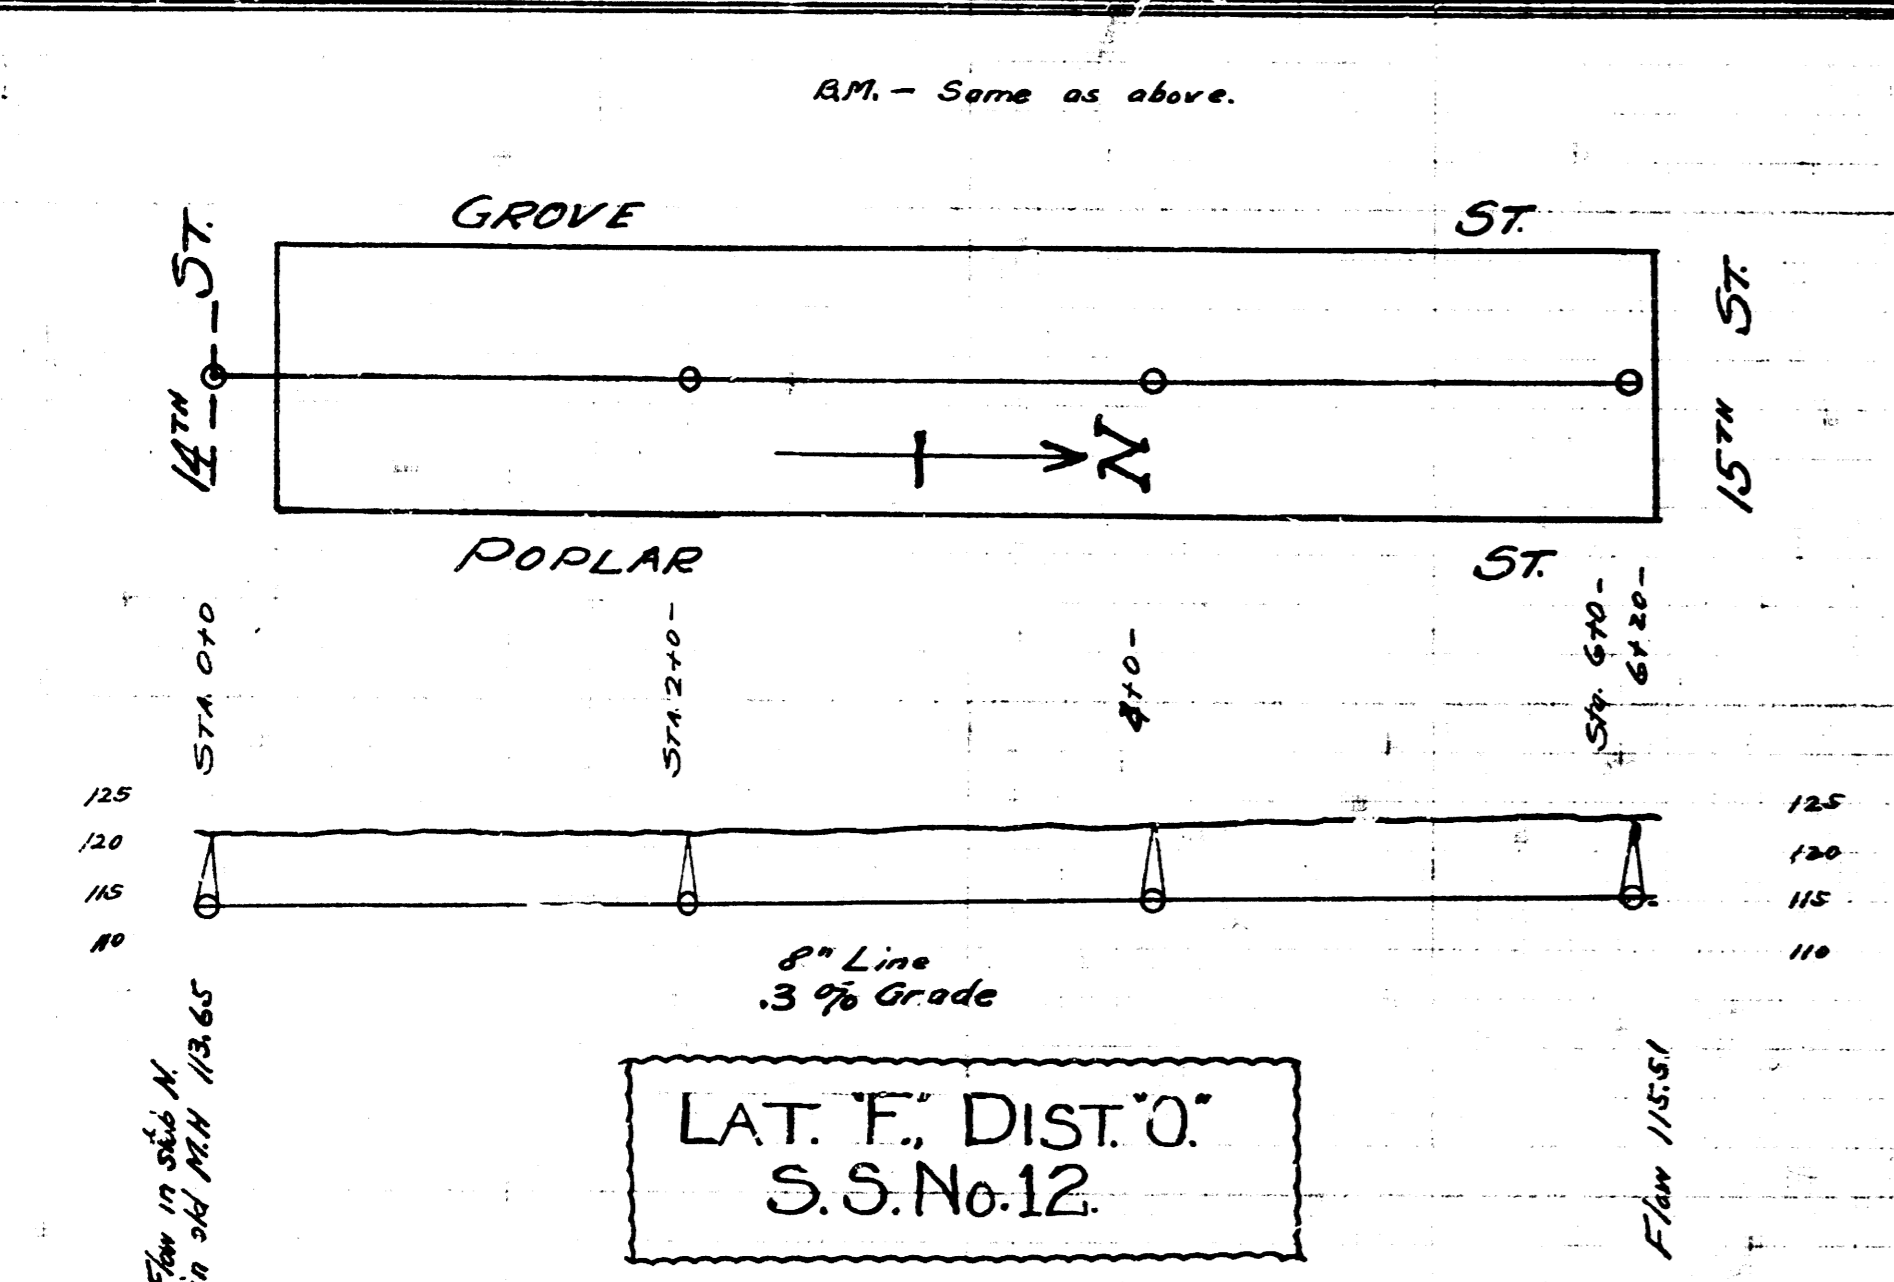 B.M. - Same as above.
GROVE ST.
14TH ST.
15TH ST.
N
POPLAR ST.
STA. 0+0
STA. 2+0-
4+0-
Sta. 6+0-
6+20-
125
120
115
110
125
120
115
110
8" Line
.3 % Grade
Flow in stub N.
in old M.H 113.65
Flow 115.51
LAT. "F.", DIST. "O."
S.S. No. 12.